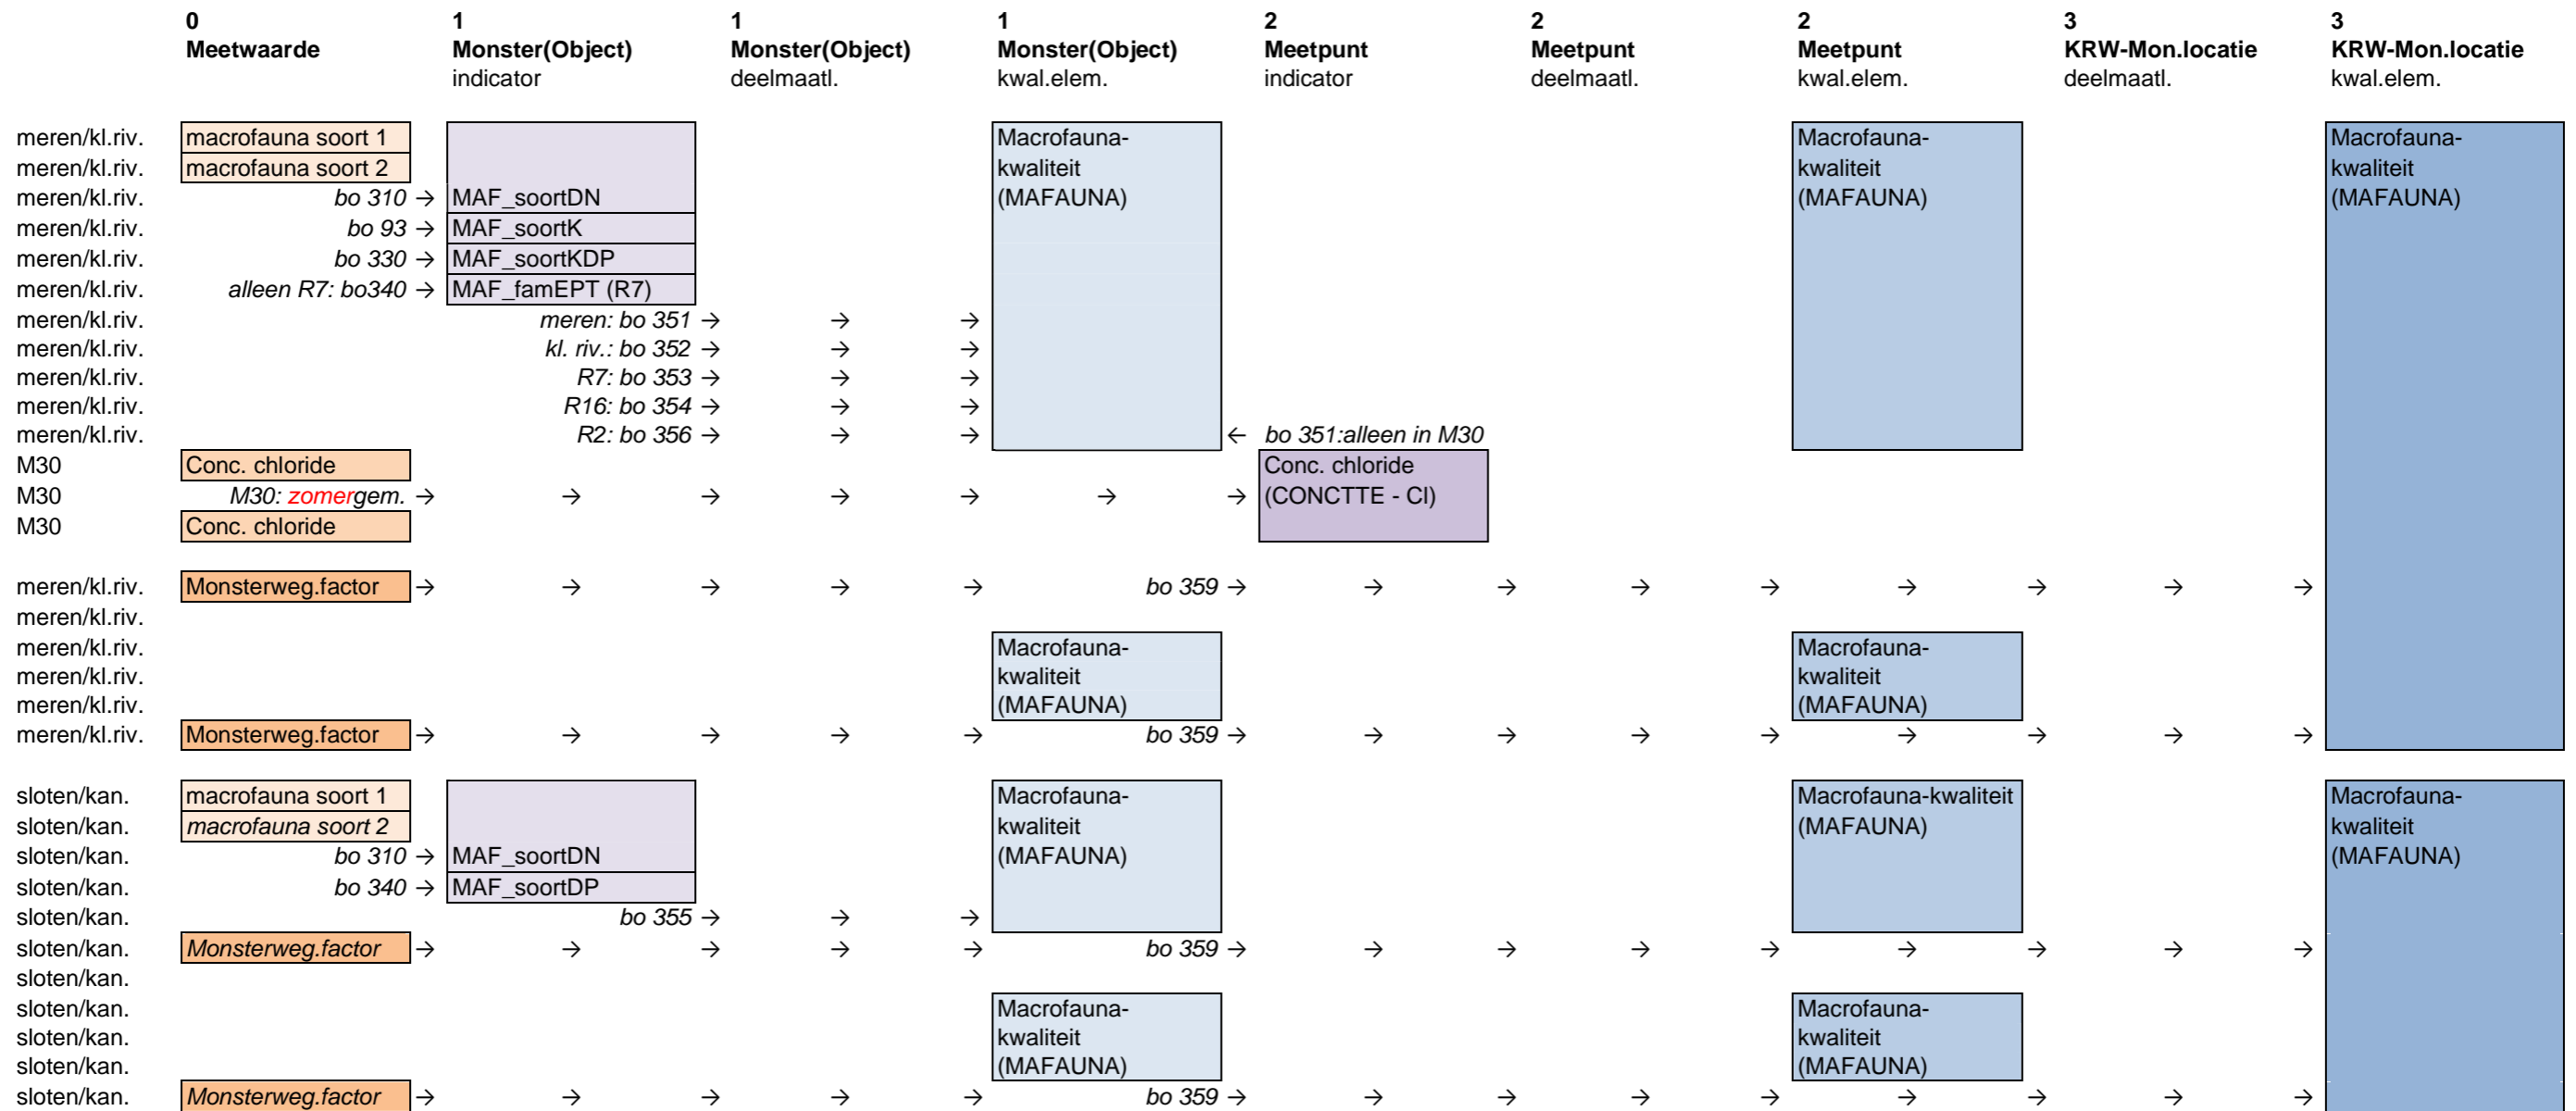 0 1 1 1 2 2 2 3 3
Meetwaarde Monster(Object) Monster(Object) Monster(Object) Meetpunt Meetpunt Meetpunt KRW-Mon.locatie KRW-Mon.locatie
indicator deelmaatl. kwal.elem. indicator deelmaatl. kwal.elem. deelmaatl. kwal.elem.
meren/kl.riv. macrofauna soort 1 Macrofauna- Macrofauna- Macrofauna-
meren/kl.riv. macrofauna soort 2 kwaliteit kwaliteit kwaliteit
meren/kl.riv. bo 310 → MAF_soortDN (MAFAUNA) (MAFAUNA) (MAFAUNA)
meren/kl.riv. bo 93 → MAF_soortK
meren/kl.riv. bo 330 → MAF_soortKDP
meren/kl.riv. alleen R7: bo340 → MAF_famEPT (R7)
meren/kl.riv. meren: bo 351 → → →
meren/kl.riv. kl. riv.: bo 352 → → →
meren/kl.riv. R7: bo 353 → → →
meren/kl.riv. R16: bo 354 → → →
meren/kl.riv. R2: bo 356 → → → ← bo 351:alleen in M30
M30 Conc. chloride Conc. chloride
M30 M30: zomergem. → → → → → → → (CONCTTE - Cl)
M30 Conc. chloride
meren/kl.riv. Monsterweg.factor → → → → → bo 359 → → → → → → → → →
meren/kl.riv.
meren/kl.riv. Macrofauna- Macrofauna-
meren/kl.riv. kwaliteit kwaliteit
meren/kl.riv. (MAFAUNA) (MAFAUNA)
meren/kl.riv. Monsterweg.factor → → → → → bo 359 → → → → → → → → →
sloten/kan. macrofauna soort 1 Macrofauna- Macrofauna-kwaliteit Macrofauna-
sloten/kan. macrofauna soort 2 kwaliteit (MAFAUNA) kwaliteit
sloten/kan. bo 310 → MAF_soortDN (MAFAUNA) (MAFAUNA)
sloten/kan. bo 340 → MAF_soortDP
sloten/kan. bo 355 → → →
sloten/kan. Monsterweg.factor → → → → → bo 359 → → → → → → → → →
sloten/kan.
sloten/kan. Macrofauna- Macrofauna-
sloten/kan. kwaliteit kwaliteit
sloten/kan. (MAFAUNA) (MAFAUNA)
sloten/kan. Monsterweg.factor → → → → → bo 359 → → → → → → → → →